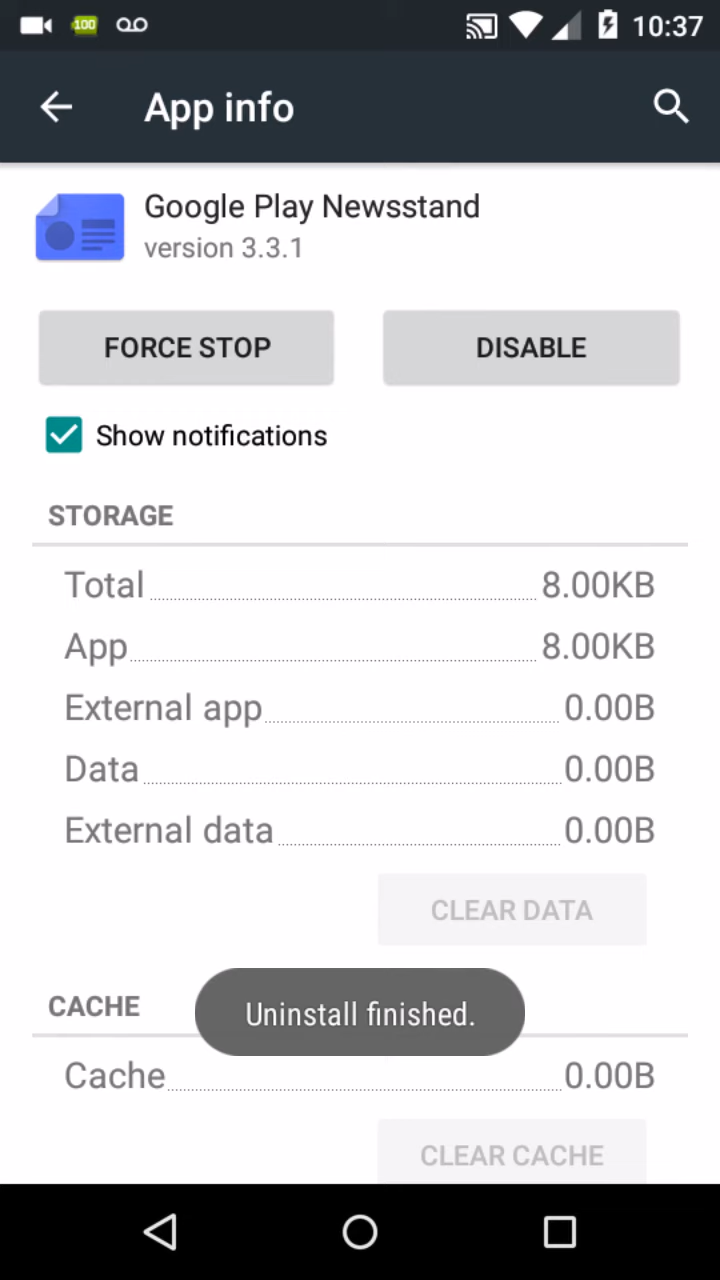 100 10:37
App info
Google Play Newsstand
version 3.3.1
FORCE STOP DISABLE
Show notifications
STORAGE
Total 8.00KB
App 8.00KB
External app 0.00B
Data 0.00B
External data 0.00B
CLEAR DATA
CACHE
Uninstall finished.
Cache 0.00B
CLEAR CACHE